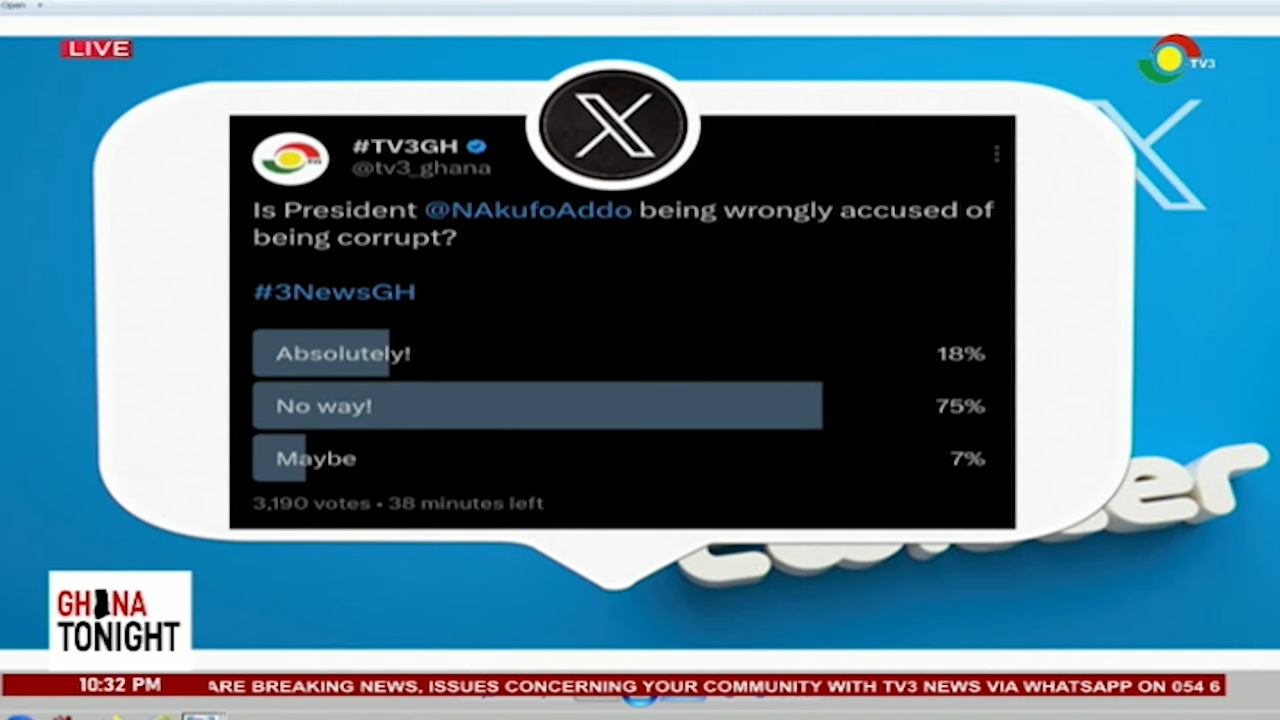 Open
LIVE
TV3
#TV3GH
@tv3_ghana
Is President @NAkufoAddo being wrongly accused of
being corrupt?
#3NewsGH
Absolutely! 18%
No way! 75%
Maybe 7%
3,190 votes • 38 minutes left
GHANA
TONIGHT
10:32 PM ARE BREAKING NEWS, ISSUES CONCERNING YOUR COMMUNITY WITH TV3 NEWS VIA WHATSAPP ON 054 6